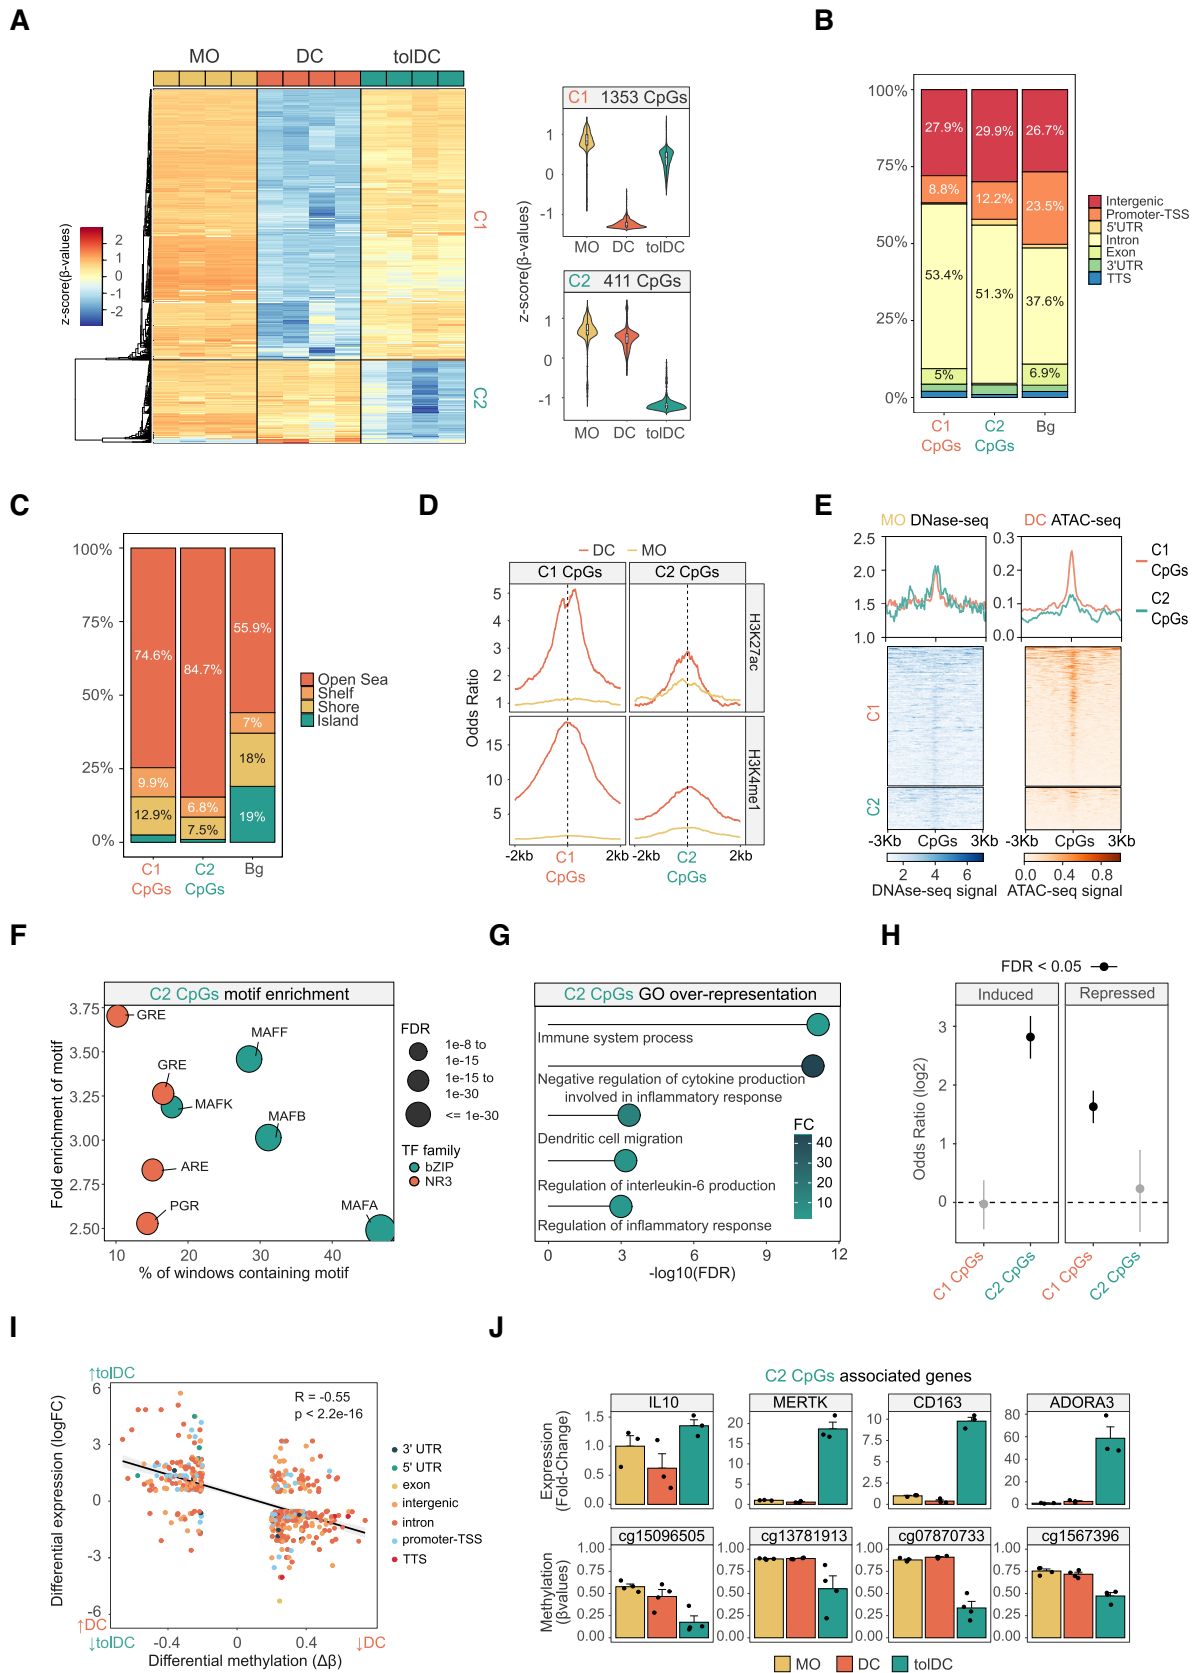 A
MO DC tolDC
z-score(β-values)
2
1
0
-1
-2
C1
C2
C1 1353 CpGs
1
0
-1
MO DC tolDC
C2 411 CpGs
1
0
-1
MO DC tolDC
z-score(β-values)
B
100%
75%
50%
25%
0%
27.9% 29.9% 26.7%
8.8% 12.2% 23.5%
53.4% 51.3% 37.6%
5% 6.9%
C1 CpGs
C2 CpGs
Bg
Intergenic
Promoter-TSS
5'UTR
Intron
Exon
3'UTR
TTS
C
100%
75%
50%
25%
0%
74.6% 84.7% 55.9%
9.9% 6.8% 7%
12.9% 7.5% 18%
19%
C1 CpGs
C2 CpGs
Bg
Open Sea
Shelf
Shore
Island
D
DC MO
C1 CpGs C2 CpGs
H3K27ac
H3K4me1
Odds Ratio
5
4
3
2
1
15
10
5
-2kb C1 CpGs 2kb
-2kb C2 CpGs 2kb
E
MO DNase-seq DC ATAC-seq
2.5
2.0
1.5
1.0
0.3
0.2
0.1
0.0
C1 CpGs
C2 CpGs
C1
C2
-3Kb CpGs 3Kb
-3Kb CpGs 3Kb
2 4 6
DNAse-seq signal
0.0 0.4 0.8
ATAC-seq signal
F
C2 CpGs motif enrichment
Fold enrichment of motif
3.75
3.50
3.25
3.00
2.75
2.50
GRE
MAFF
GRE
MAFK
MAFB
ARE
PGR
MAFA
10 20 30 40
% of windows containing motif
FDR
1e-8 to 1e-15
1e-15 to 1e-30
<= 1e-30
TF family
bZIP
NR3
G
C2 CpGs GO over-representation
Immune system process
Negative regulation of cytokine production
involved in inflammatory response
Dendritic cell migration
Regulation of interleukin-6 production
Regulation of inflammatory response
FC
40
30
20
10
0 3 6 9 12
-log10(FDR)
H
FDR < 0.05
Induced Repressed
Odds Ratio (log2)
3
2
1
0
C1 CpGs
C2 CpGs
C1 CpGs
C2 CpGs
I
↑tolDC
6
3
0
-3
-6
Differential expression (logFC)
R = -0.55
p < 2.2e-16
↑DC
↓tolDC
-0.4 0 0.4
↓DC
Differential methylation (Δβ)
3' UTR
5' UTR
exon
intergenic
intron
promoter-TSS
TTS
J
C2 CpGs associated genes
IL10 MERTK CD163 ADORA3
Expression
(Fold-Change)
1.5
1.0
0.5
0.0
20
15
10
5
0
10
5
2
0
80
60
40
20
0
cg15096505 cg13781913 cg07870733 cg1567396
Methylation
(βvalues)
1.00
0.75
0.50
0.25
0.00
1.00
0.75
0.50
0.25
0.00
1.00
0.75
0.50
0.25
0.00
1.00
0.75
0.50
0.25
0.00
MO DC tolDC